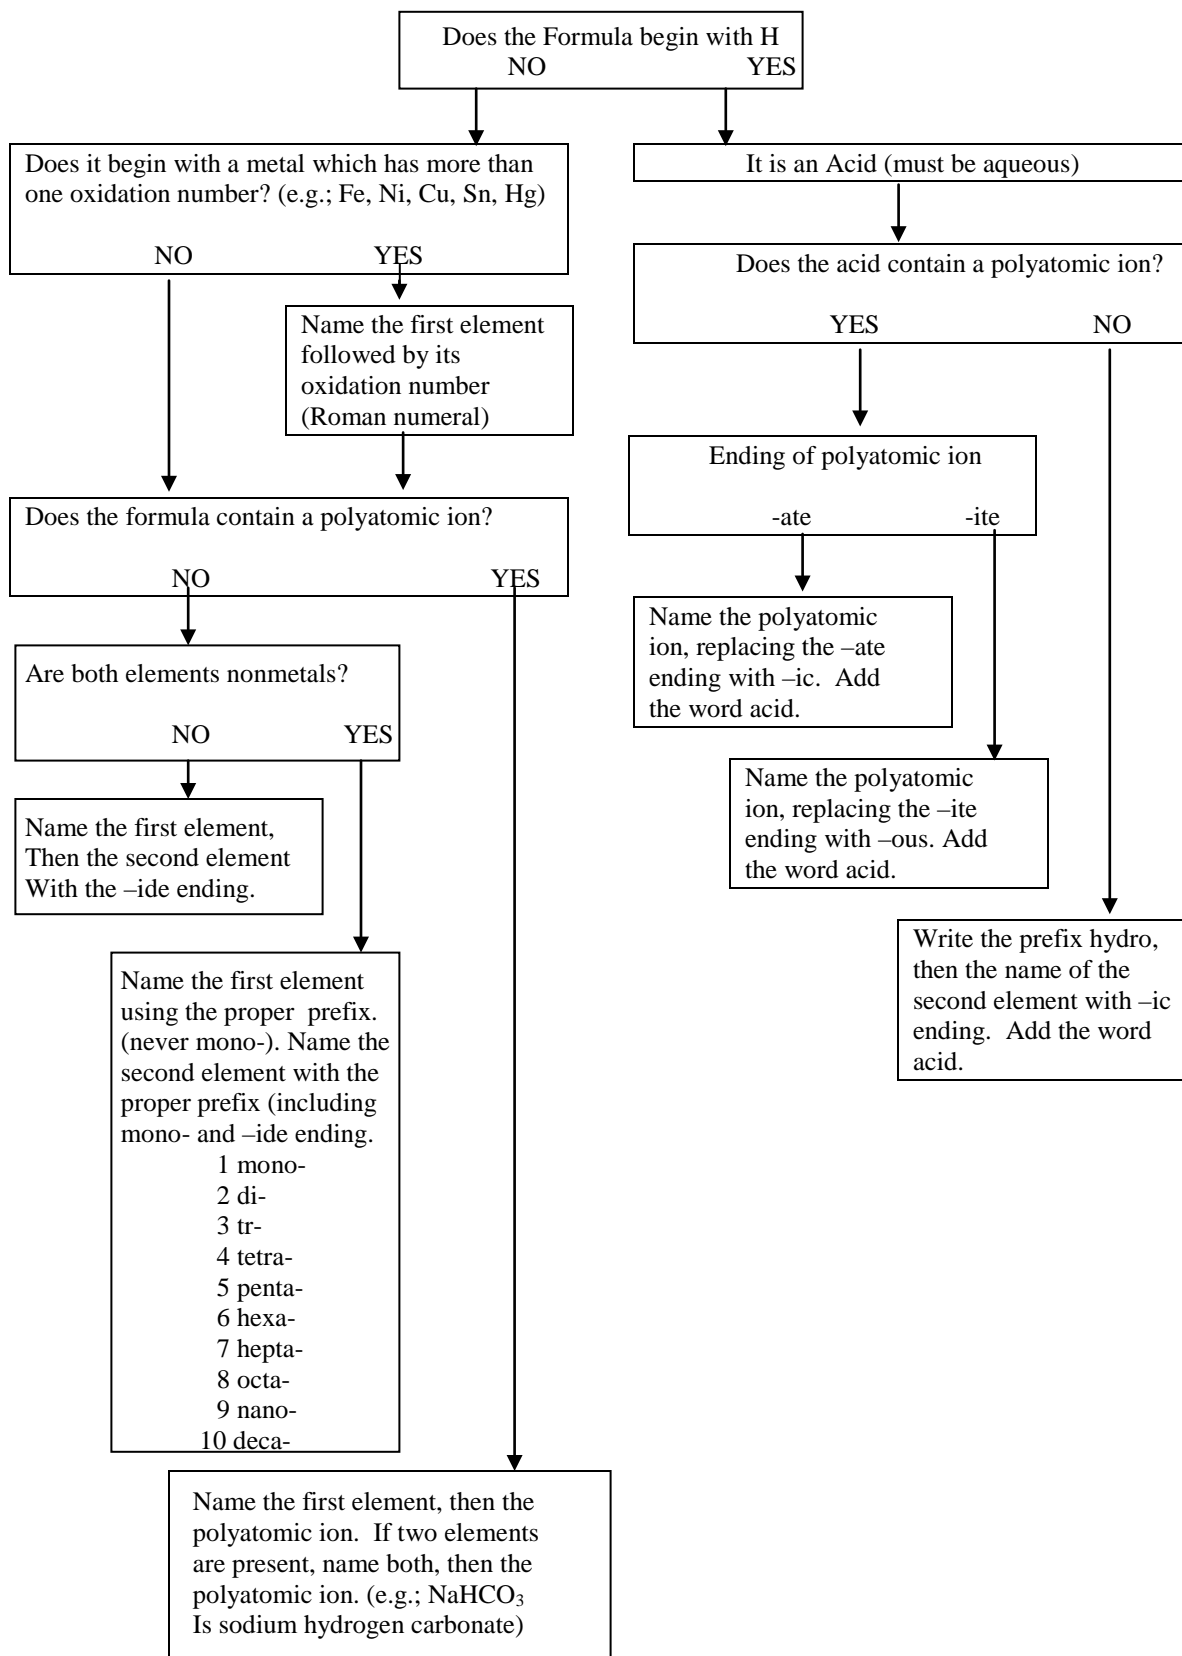 Does the Formula begin with H
NO YES
Does it begin with a metal which has more than
one oxidation number? (e.g.; Fe, Ni, Cu, Sn, Hg)
NO YES
Name the first element
followed by its
oxidation number
(Roman numeral)
Does the formula contain a polyatomic ion?
NO YES
Are both elements nonmetals?
NO YES
Name the first element,
Then the second element
With the –ide ending.
Name the first element
using the proper prefix.
(never mono-). Name the
second element with the
proper prefix (including
mono- and –ide ending.
1 mono-
2 di-
3 tr-
4 tetra-
5 penta-
6 hexa-
7 hepta-
8 octa-
9 nano-
10 deca-
Name the first element, then the
polyatomic ion. If two elements
are present, name both, then the
polyatomic ion. (e.g.; NaHCO₃
Is sodium hydrogen carbonate)
It is an Acid (must be aqueous)
Does the acid contain a polyatomic ion?
YES NO
Ending of polyatomic ion
-ate -ite
Name the polyatomic
ion, replacing the –ate
ending with –ic. Add
the word acid.
Name the polyatomic
ion, replacing the –ite
ending with –ous. Add
the word acid.
Write the prefix hydro,
then the name of the
second element with –ic
ending. Add the word
acid.